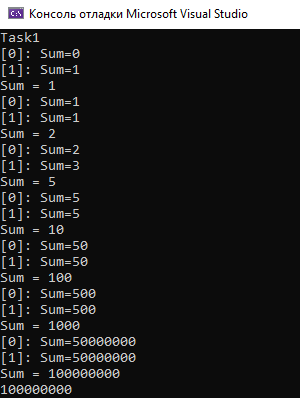 Консоль отладки Microsoft Visual Studio
Task1
[0]: Sum=0
[1]: Sum=1
Sum = 1
[0]: Sum=1
[1]: Sum=1
Sum = 2
[0]: Sum=2
[1]: Sum=3
Sum = 5
[0]: Sum=5
[1]: Sum=5
Sum = 10
[0]: Sum=50
[1]: Sum=50
Sum = 100
[0]: Sum=500
[1]: Sum=500
Sum = 1000
[0]: Sum=50000000
[1]: Sum=50000000
Sum = 100000000
100000000